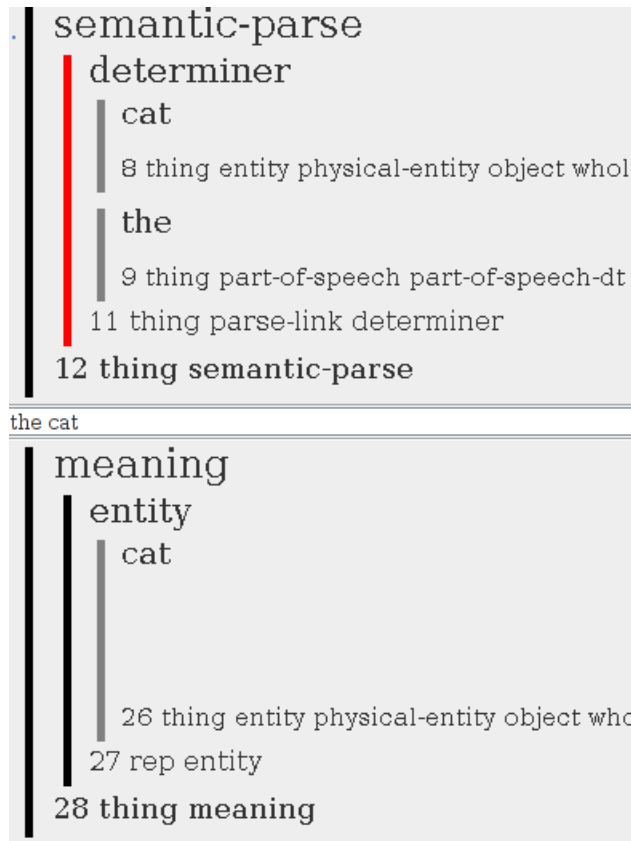 semantic-parse
determiner
cat
8 thing entity physical-entity object whol
the
9 thing part-of-speech part-of-speech-dt
11 thing parse-link determiner
12 thing semantic-parse
the cat
meaning
entity
cat
26 thing entity physical-entity object who
27 rep entity
28 thing meaning